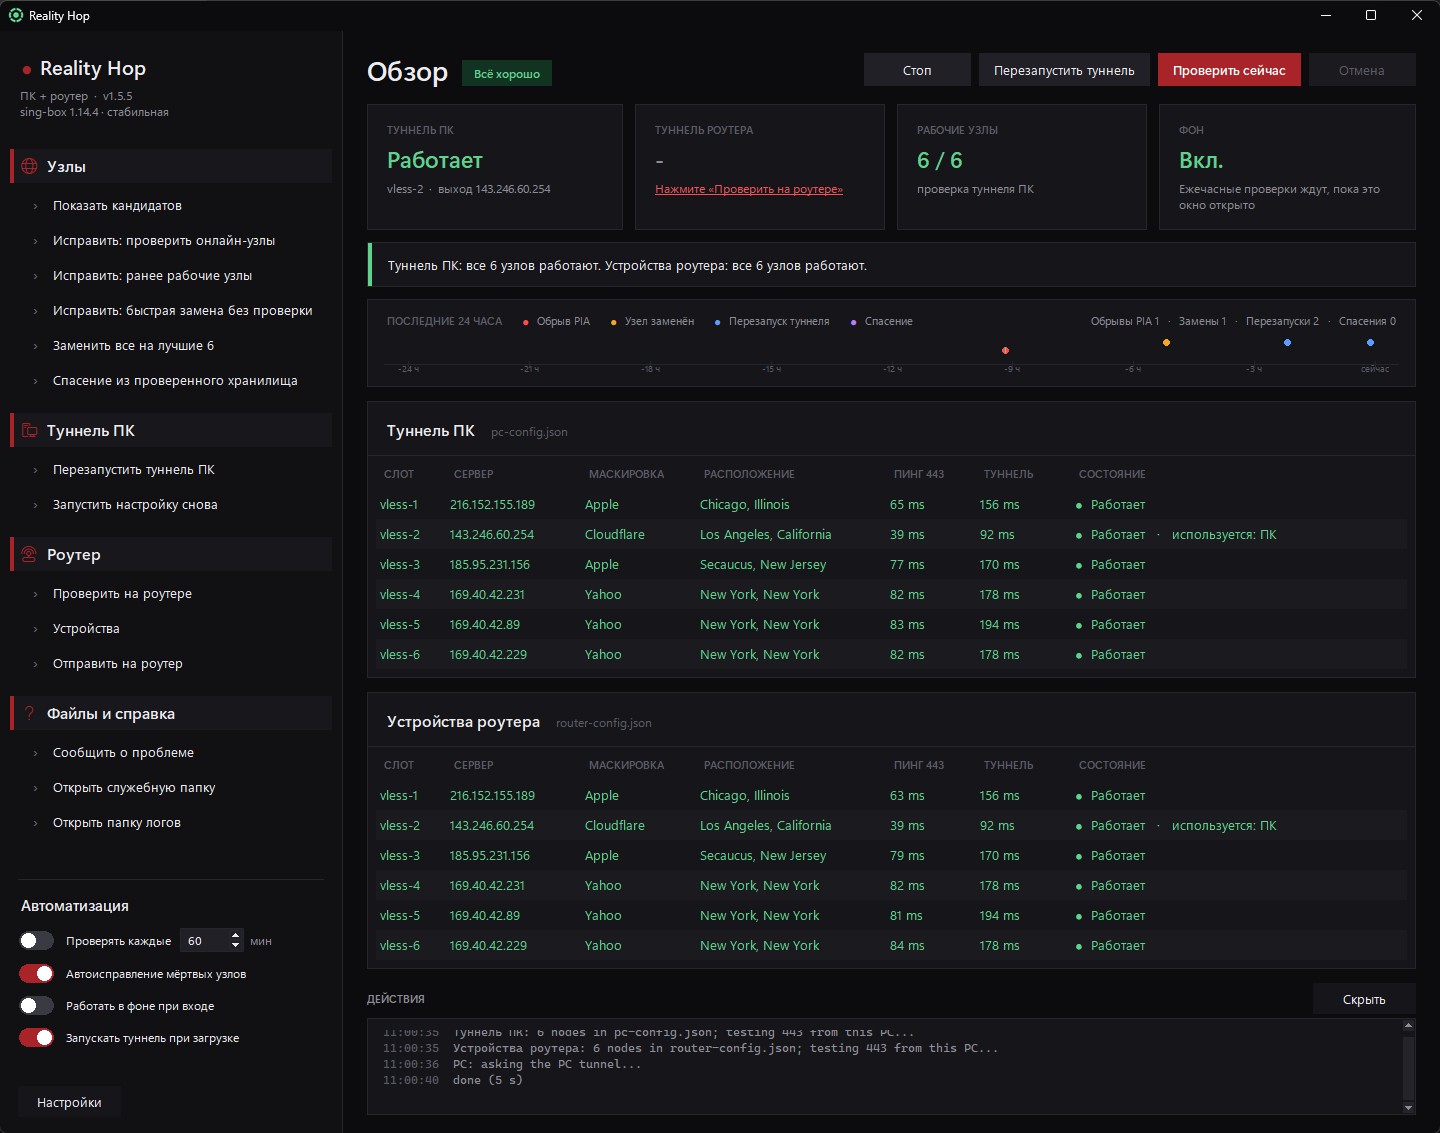 Reality Hop
Reality Hop
ПК + роутер · v1.5.5
sing-box 1.14.4 · стабильная
Узлы
Показать кандидатов
Исправить: проверить онлайн-узлы
Исправить: ранее рабочие узлы
Исправить: быстрая замена без проверки
Заменить все на лучшие 6
Спасение из проверенного хранилища
Туннель ПК
Перезапустить туннель ПК
Запустить настройку снова
Роутер
Проверить на роутере
Устройства
Отправить на роутер
Файлы и справка
Сообщить о проблеме
Открыть служебную папку
Открыть папку логов
Автоматизация
Проверять каждые 60 мин
Автоисправление мёртвых узлов
Работать в фоне при входе
Запускать туннель при загрузке
Настройки
Обзор Всё хорошо Стоп Перезапустить туннель Проверить сейчас Отмена
ТУННЕЛЬ ПК
Работает
vless-2 · выход 143.246.60.254
ТУННЕЛЬ РОУТЕРА
-
Нажмите «Проверить на роутере»
РАБОЧИЕ УЗЛЫ
6 / 6
проверка туннеля ПК
ФОН
Вкл.
Ежечасные проверки ждут, пока это
окно открыто
Туннель ПК: все 6 узлов работают. Устройства роутера: все 6 узлов работают.
ПОСЛЕДНИЕ 24 ЧАСА Обрыв PIA Узел заменён Перезапуск туннеля Спасение Обрывы PIA 1 · Замены 1 · Перезапуски 2 · Спасения 0
-24 ч -21 ч -18 ч -15 ч -12 ч -9 ч -6 ч -3 ч сейчас
Туннель ПК pc-config.json
СЛОТ СЕРВЕР МАСКИРОВКА РАСПОЛОЖЕНИЕ ПИНГ 443 ТУННЕЛЬ СОСТОЯНИЕ
vless-1 216.152.155.189 Apple Chicago, Illinois 65 ms 156 ms Работает
vless-2 143.246.60.254 Cloudflare Los Angeles, California 39 ms 92 ms Работает · используется: ПК
vless-3 185.95.231.156 Apple Secaucus, New Jersey 77 ms 170 ms Работает
vless-4 169.40.42.231 Yahoo New York, New York 82 ms 178 ms Работает
vless-5 169.40.42.89 Yahoo New York, New York 83 ms 194 ms Работает
vless-6 169.40.42.229 Yahoo New York, New York 82 ms 178 ms Работает
Устройства роутера router-config.json
СЛОТ СЕРВЕР МАСКИРОВКА РАСПОЛОЖЕНИЕ ПИНГ 443 ТУННЕЛЬ СОСТОЯНИЕ
vless-1 216.152.155.189 Apple Chicago, Illinois 63 ms 156 ms Работает
vless-2 143.246.60.254 Cloudflare Los Angeles, California 39 ms 92 ms Работает · используется: ПК
vless-3 185.95.231.156 Apple Secaucus, New Jersey 79 ms 170 ms Работает
vless-4 169.40.42.231 Yahoo New York, New York 82 ms 178 ms Работает
vless-5 169.40.42.89 Yahoo New York, New York 81 ms 194 ms Работает
vless-6 169.40.42.229 Yahoo New York, New York 84 ms 178 ms Работает
ДЕЙСТВИЯ Скрыть
11:00:35 Туннель ПК: 6 nodes in pc-config.json; testing 443 from this PC...
11:00:35 Устройства роутера: 6 nodes in router-config.json; testing 443 from this PC...
11:00:36 PC: asking the PC tunnel...
11:00:40 done (5 s)